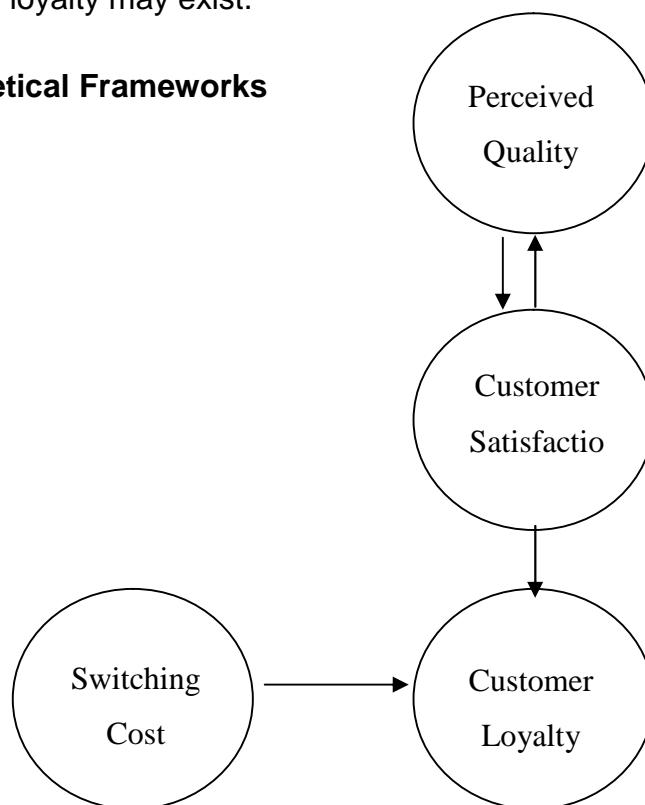 loyalty may exist.
etical Frameworks
Perceived
Quality
Customer
Satisfactio
Switching
Cost
Customer
Loyalty